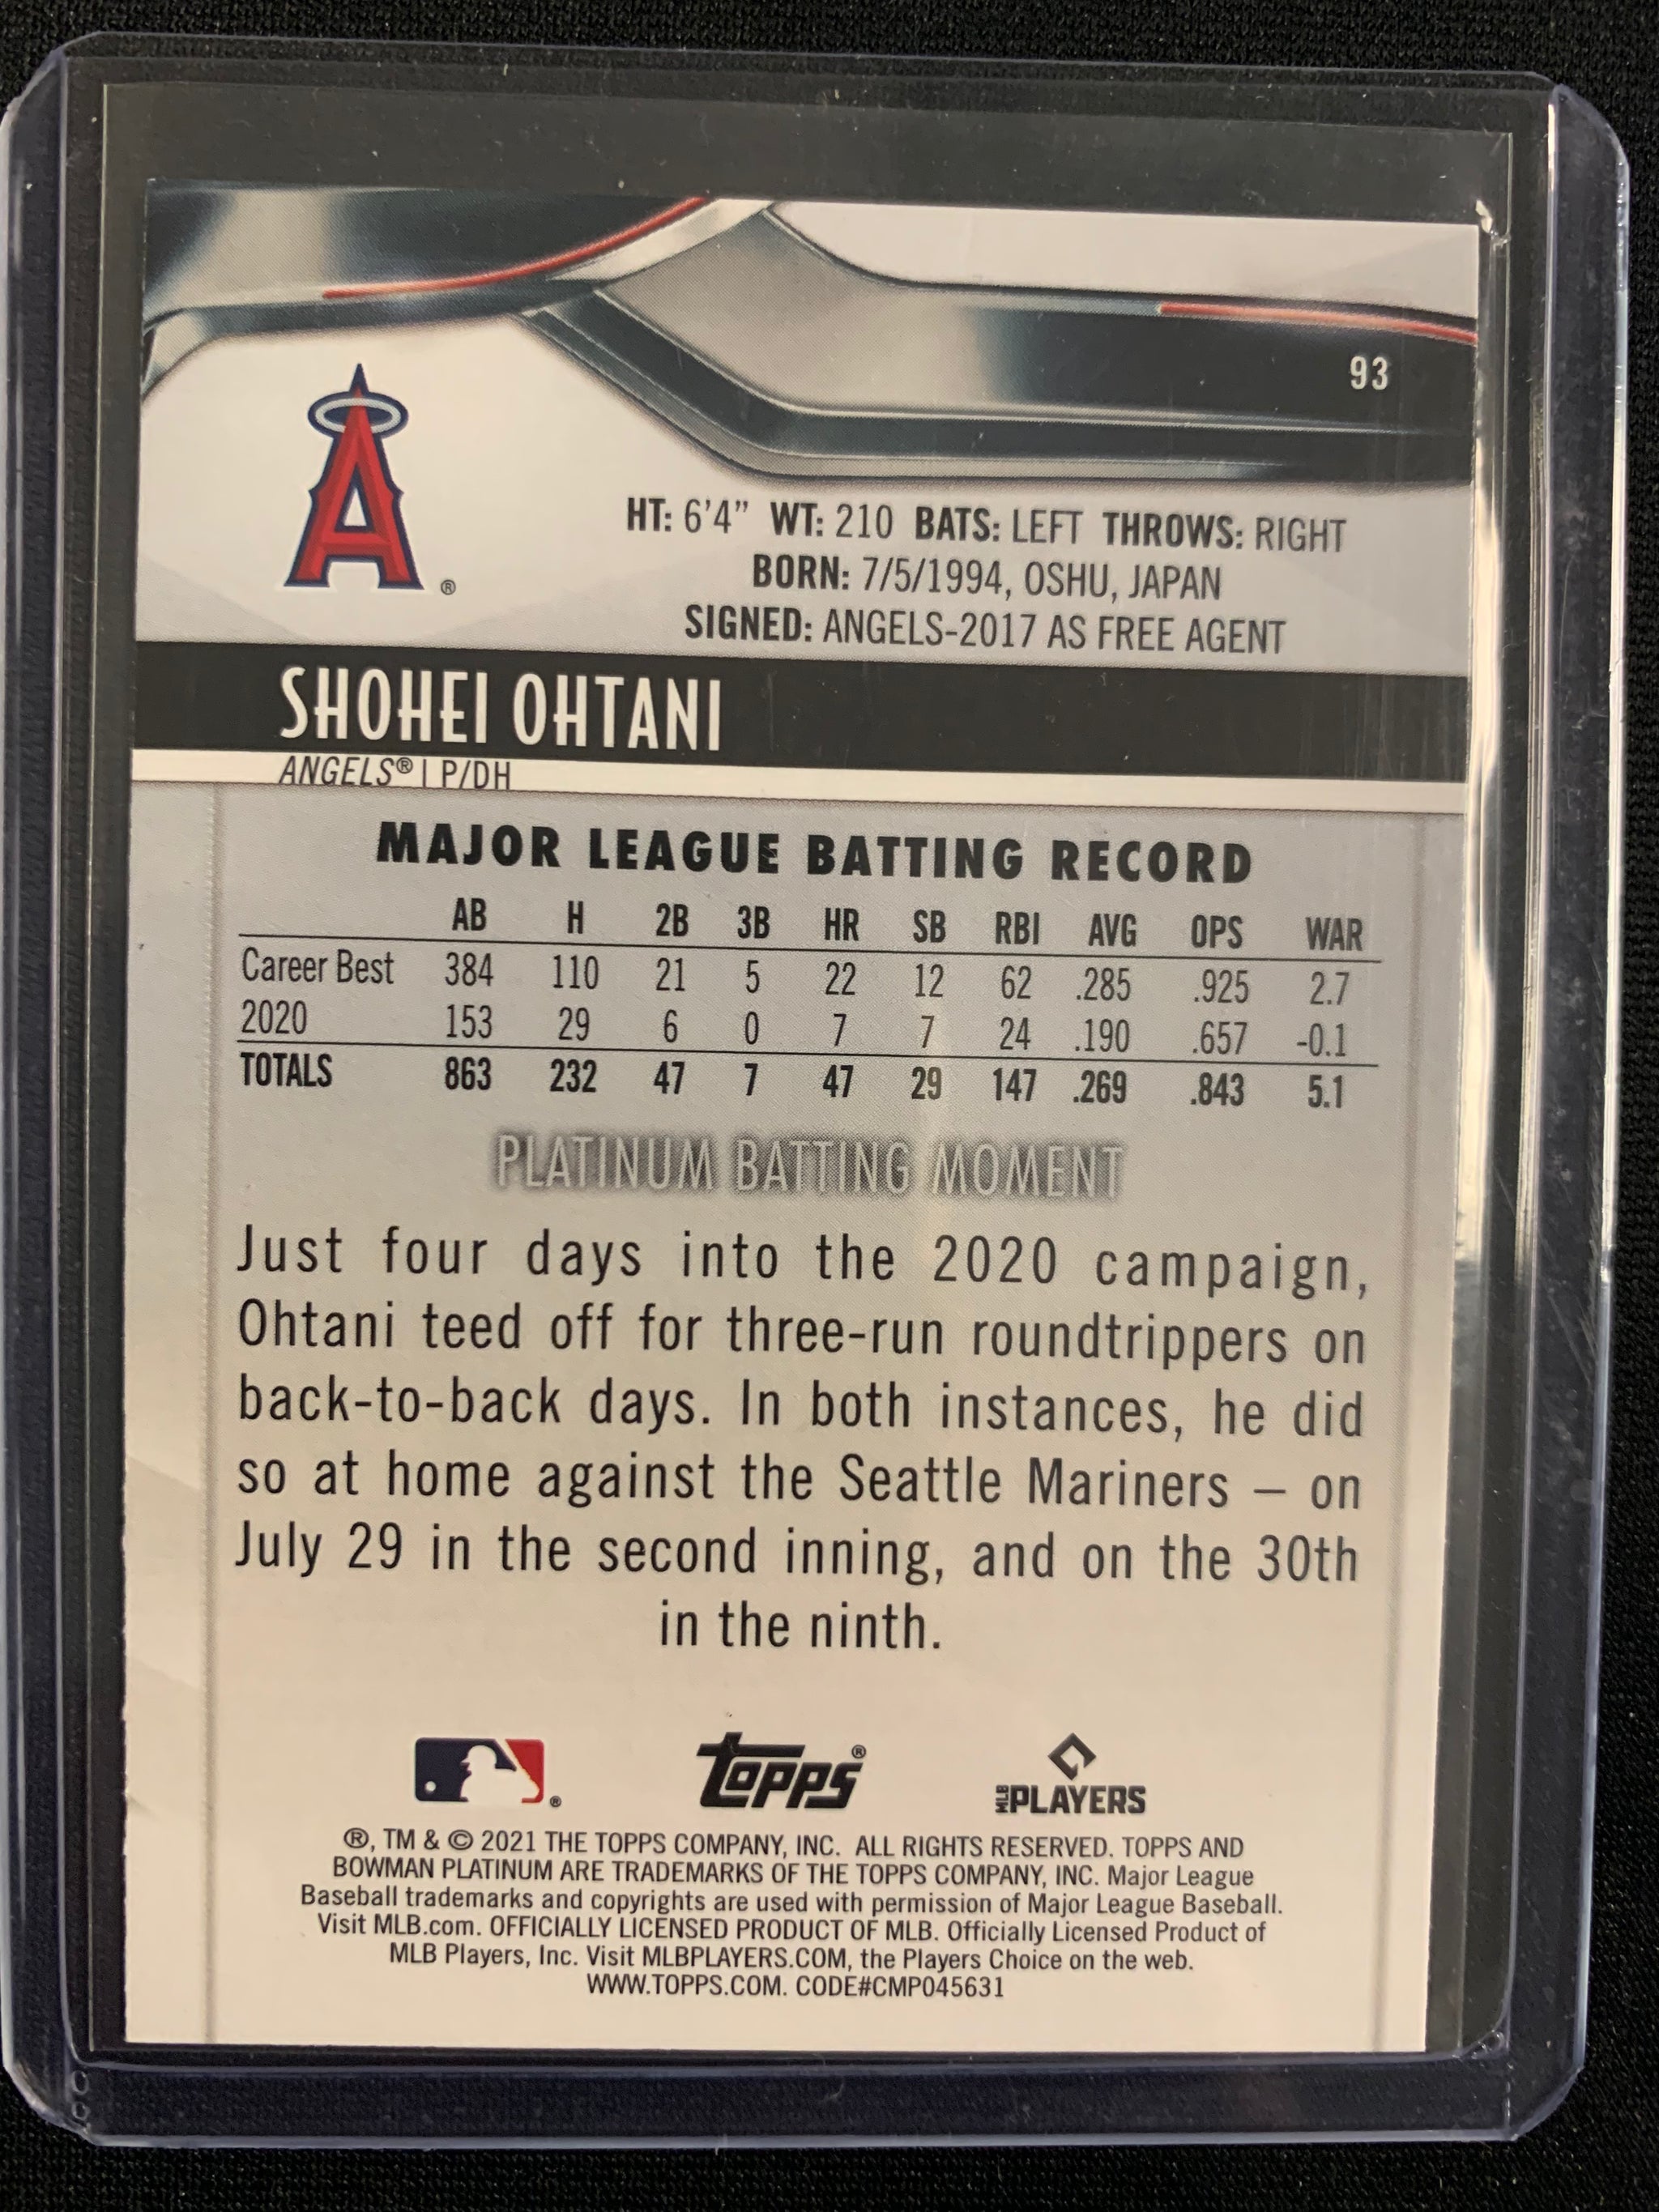 93
A ®
HT: 6'4” WT: 210 BATS: LEFT THROWS: RIGHT
BORN: 7/5/1994, OSHU, JAPAN
SIGNED: ANGELS-2017 AS FREE AGENT
SHOHEI OHTANI
ANGELS® | P/DH
MAJOR LEAGUE BATTING RECORD
AB H 2B 3B HR SB RBI AVG OPS WAR
Career Best 384 110 21 5 22 12 62 .285 .925 2.7
2020 153 29 6 0 7 7 24 .190 .657 -0.1
TOTALS 863 232 47 7 47 29 147 .269 .843 5.1
PLATINUM BATTING MOMENT
Just four days into the 2020 campaign,
Ohtani teed off for three-run roundtrippers on
back-to-back days. In both instances, he did
so at home against the Seattle Mariners – on
July 29 in the second inning, and on the 30th
in the ninth.
® topps® MLB PLAYERS
®, TM & © 2021 THE TOPPS COMPANY, INC. ALL RIGHTS RESERVED. TOPPS AND
BOWMAN PLATINUM ARE TRADEMARKS OF THE TOPPS COMPANY, INC. Major League
Baseball trademarks and copyrights are used with permission of Major League Baseball.
Visit MLB.com. OFFICIALLY LICENSED PRODUCT OF MLB. Officially Licensed Product of
MLB Players, Inc. Visit MLBPLAYERS.COM, the Players Choice on the web.
WWW.TOPPS.COM. CODE#CMP045631